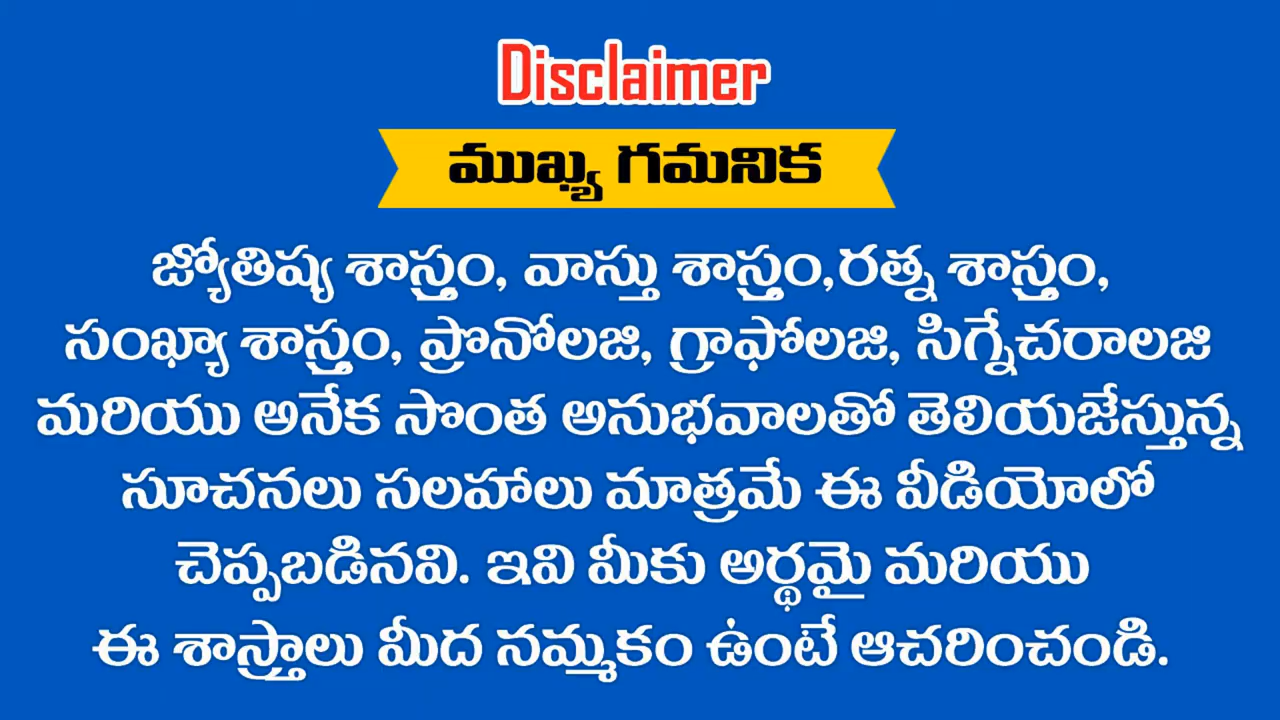 Disclaimer
ముఖ్య గమనిక
జ్యోతిష్య శాస్త్రం, వాస్తు శాస్త్రం,రత్న శాస్త్రం,
సంఖ్యా శాస్త్రం, ప్రొనోలజి, గ్రాఫోలజి, సిగ్నేచరాలజి
మరియు అనేక సొంత అనుభవాలతో తెలియజేస్తున్న
సూచనలు సలహాలు మాత్రమే ఈ వీడియోలో
చెప్పబడినవి. ఇవి మీకు అర్థమై మరియు
ఈ శాస్త్రాలు మీద నమ్మకం ఉంటే ఆచరించండి.